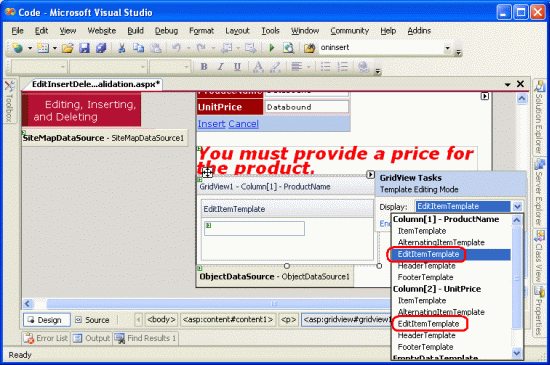 Code - Microsoft Visual Studio
File Edit View Website Build Debug Format Layout Tools Window Community Help Addins
oninsert
EditInsertDele...alidation.aspx*
Toolbox
Editing, Inserting,
and Deleting
SiteMapDataSource - SiteMapDataSource1
ProductName Databound
UnitPrice Databound
Insert Cancel
You must provide a price for
the product.
GridView1 - Column[1] - ProductName
EditItemTemplate
ObjectDataSource - ObjectDataSource1
GridView Tasks
Template Editing Mode
Display: EditItemTemplate
Column[1] - ProductName
ItemTemplate
AlternatingItemTemplate
EditItemTemplate
HeaderTemplate
FooterTemplate
Column[2] - UnitPrice
ItemTemplate
AlternatingItemTemplate
EditItemTemplate
HeaderTemplate
FooterTemplate
EmptyDataTemplate
Solution Explorer
Server Explorer
Class View
Properties
Design Source <body> <asp:content#content1> <p> <asp:gridview#gridview1
Error List Output Find Results 1
Ready